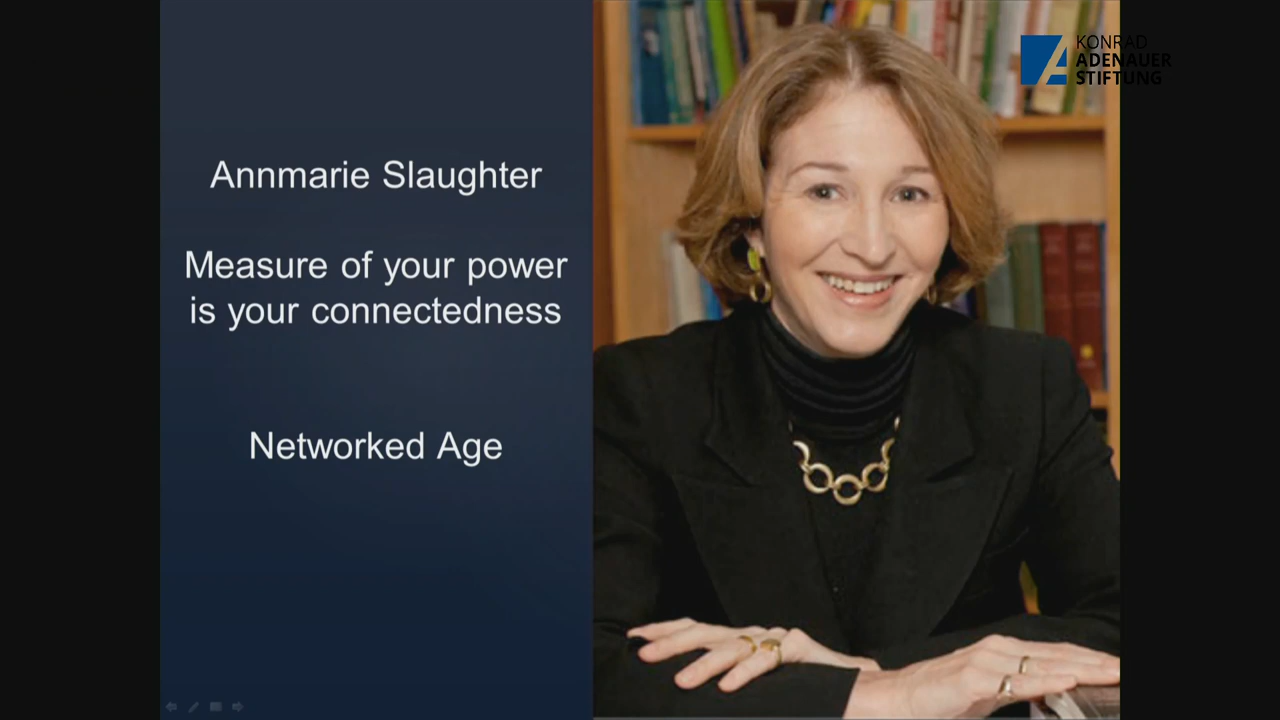 Annmarie Slaughter
Measure of your power
is your connectedness
Networked Age
KONRAD
ADENAUER
STIFTUNG